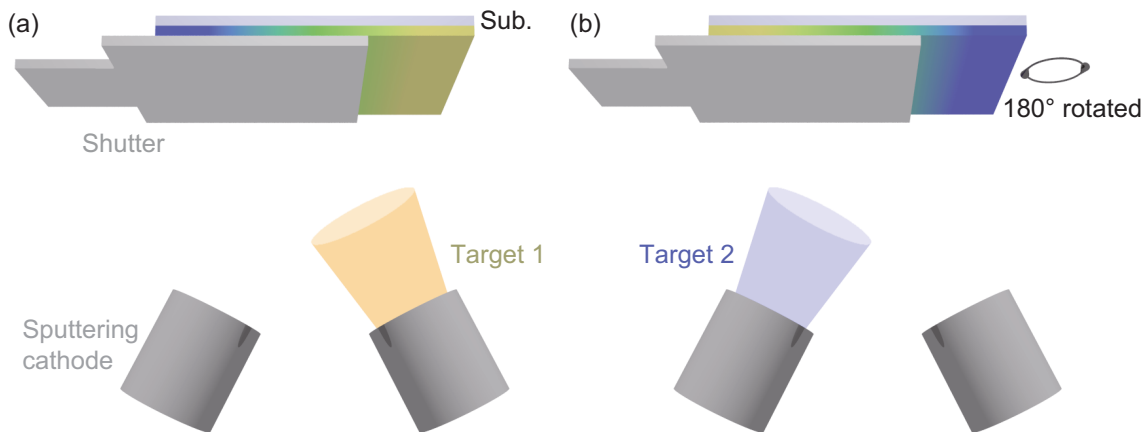 (a)
Sub.
(b)
180° rotated
Shutter
Target 1
Target 2
Sputtering
cathode